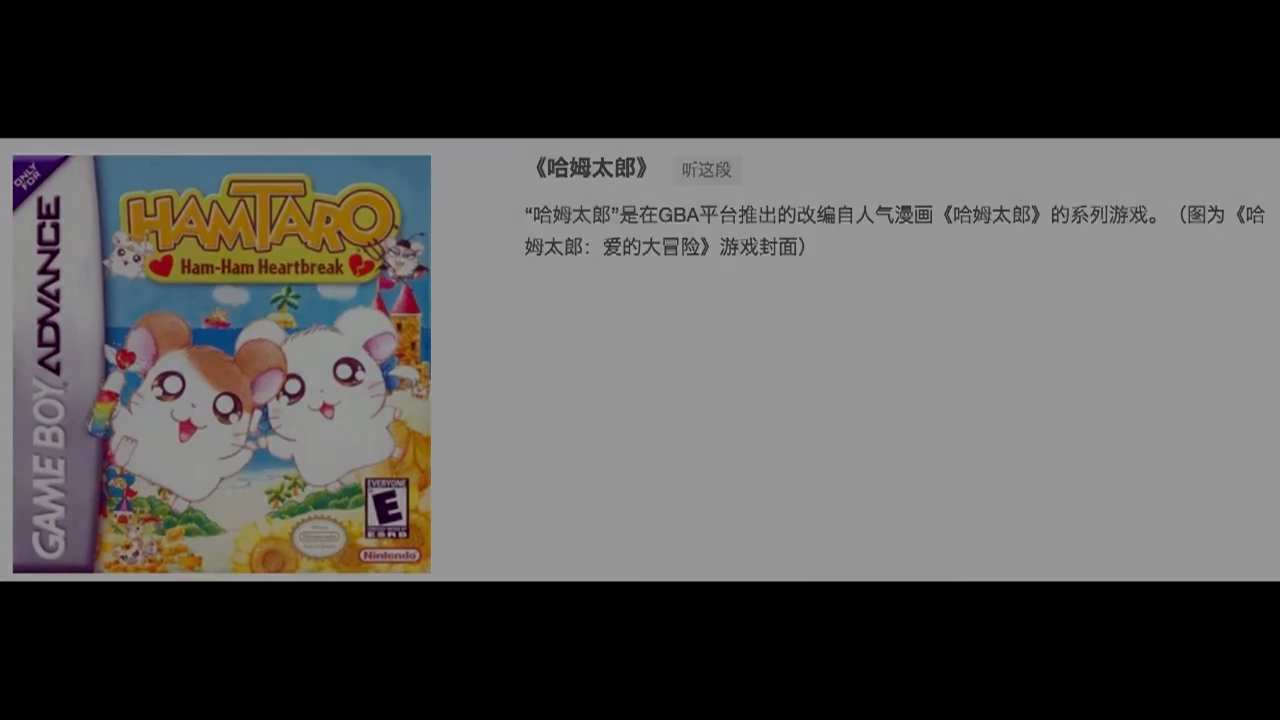 ONLY FOR
GAME BOY ADVANCE
HAMTARO
Ham-Ham Heartbreak
EVERYONE
E
ESRB
Nintendo
Nintendo
《哈姆太郎》 听这段
“哈姆太郎”是在GBA平台推出的改编自人气漫画《哈姆太郎》的系列游戏。（图为《哈
姆太郎：爱的大冒险》游戏封面）